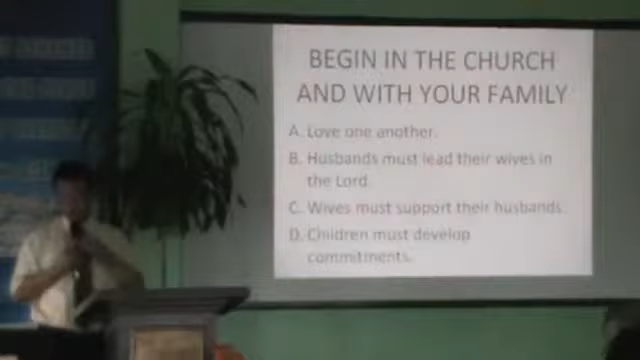 BEGIN IN THE CHURCH
AND WITH YOUR FAMILY
A. Love one another.
B. Husbands must lead their wives in
the Lord.
C. Wives must support their husbands.
D. Children must develop
commitments.